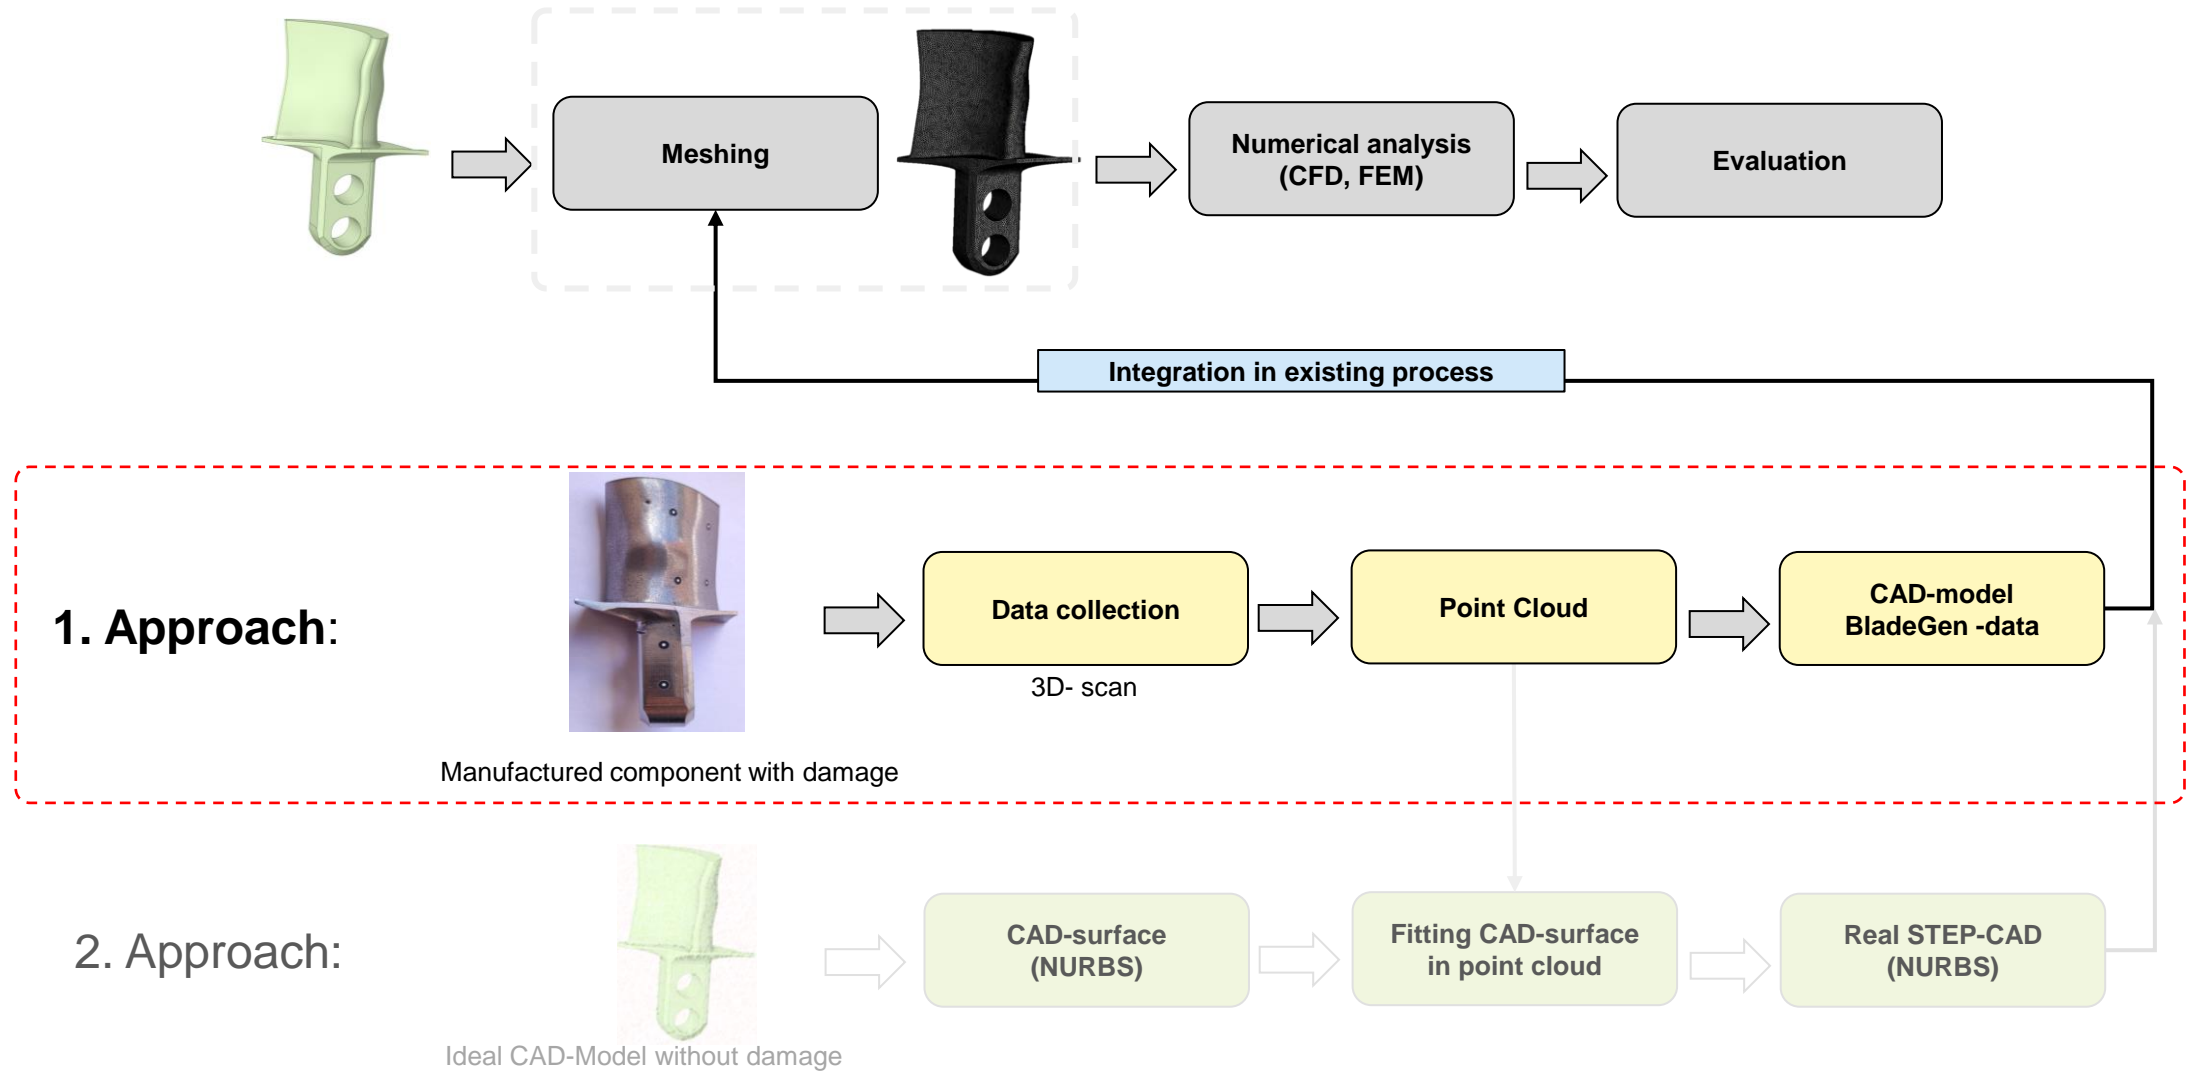 Meshing
Numerical analysis
(CFD, FEM)
Evaluation
Integration in existing process
1. Approach:
Data collection
Point Cloud
CAD-model
BladeGen -data
3D- scan
Manufactured component with damage
2. Approach:
CAD-surface
(NURBS)
Fitting CAD-surface
in point cloud
Real STEP-CAD
(NURBS)
Ideal CAD-Model without damage